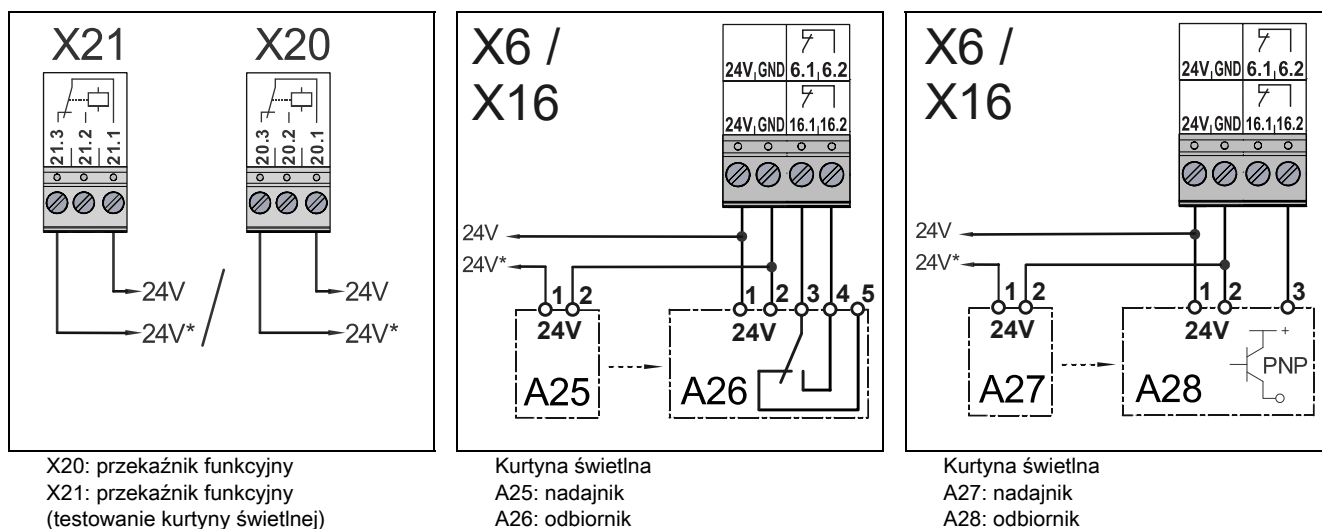 X21
X20
21.3
21.2
21.1
20.3
20.2
20.1
24V
24V*
/
24V
24V*
X20: przekaźnik funkcyjny
X21: przekaźnik funkcyjny
(testowanie kurtyny świetlnej)
X6 /
X16
24V GND 6.1 6.2
24V GND 16.1 16.2
24V
24V*
1 2
24V
A25
1 2 3 4 5
24V
A26
Kurtyna świetlna
A25: nadajnik
A26: odbiornik
X6 /
X16
24V GND 6.1 6.2
24V GND 16.1 16.2
24V
24V*
1 2
24V
A27
1 2 3
24V
+
PNP
A28
Kurtyna świetlna
A27: nadajnik
A28: odbiornik